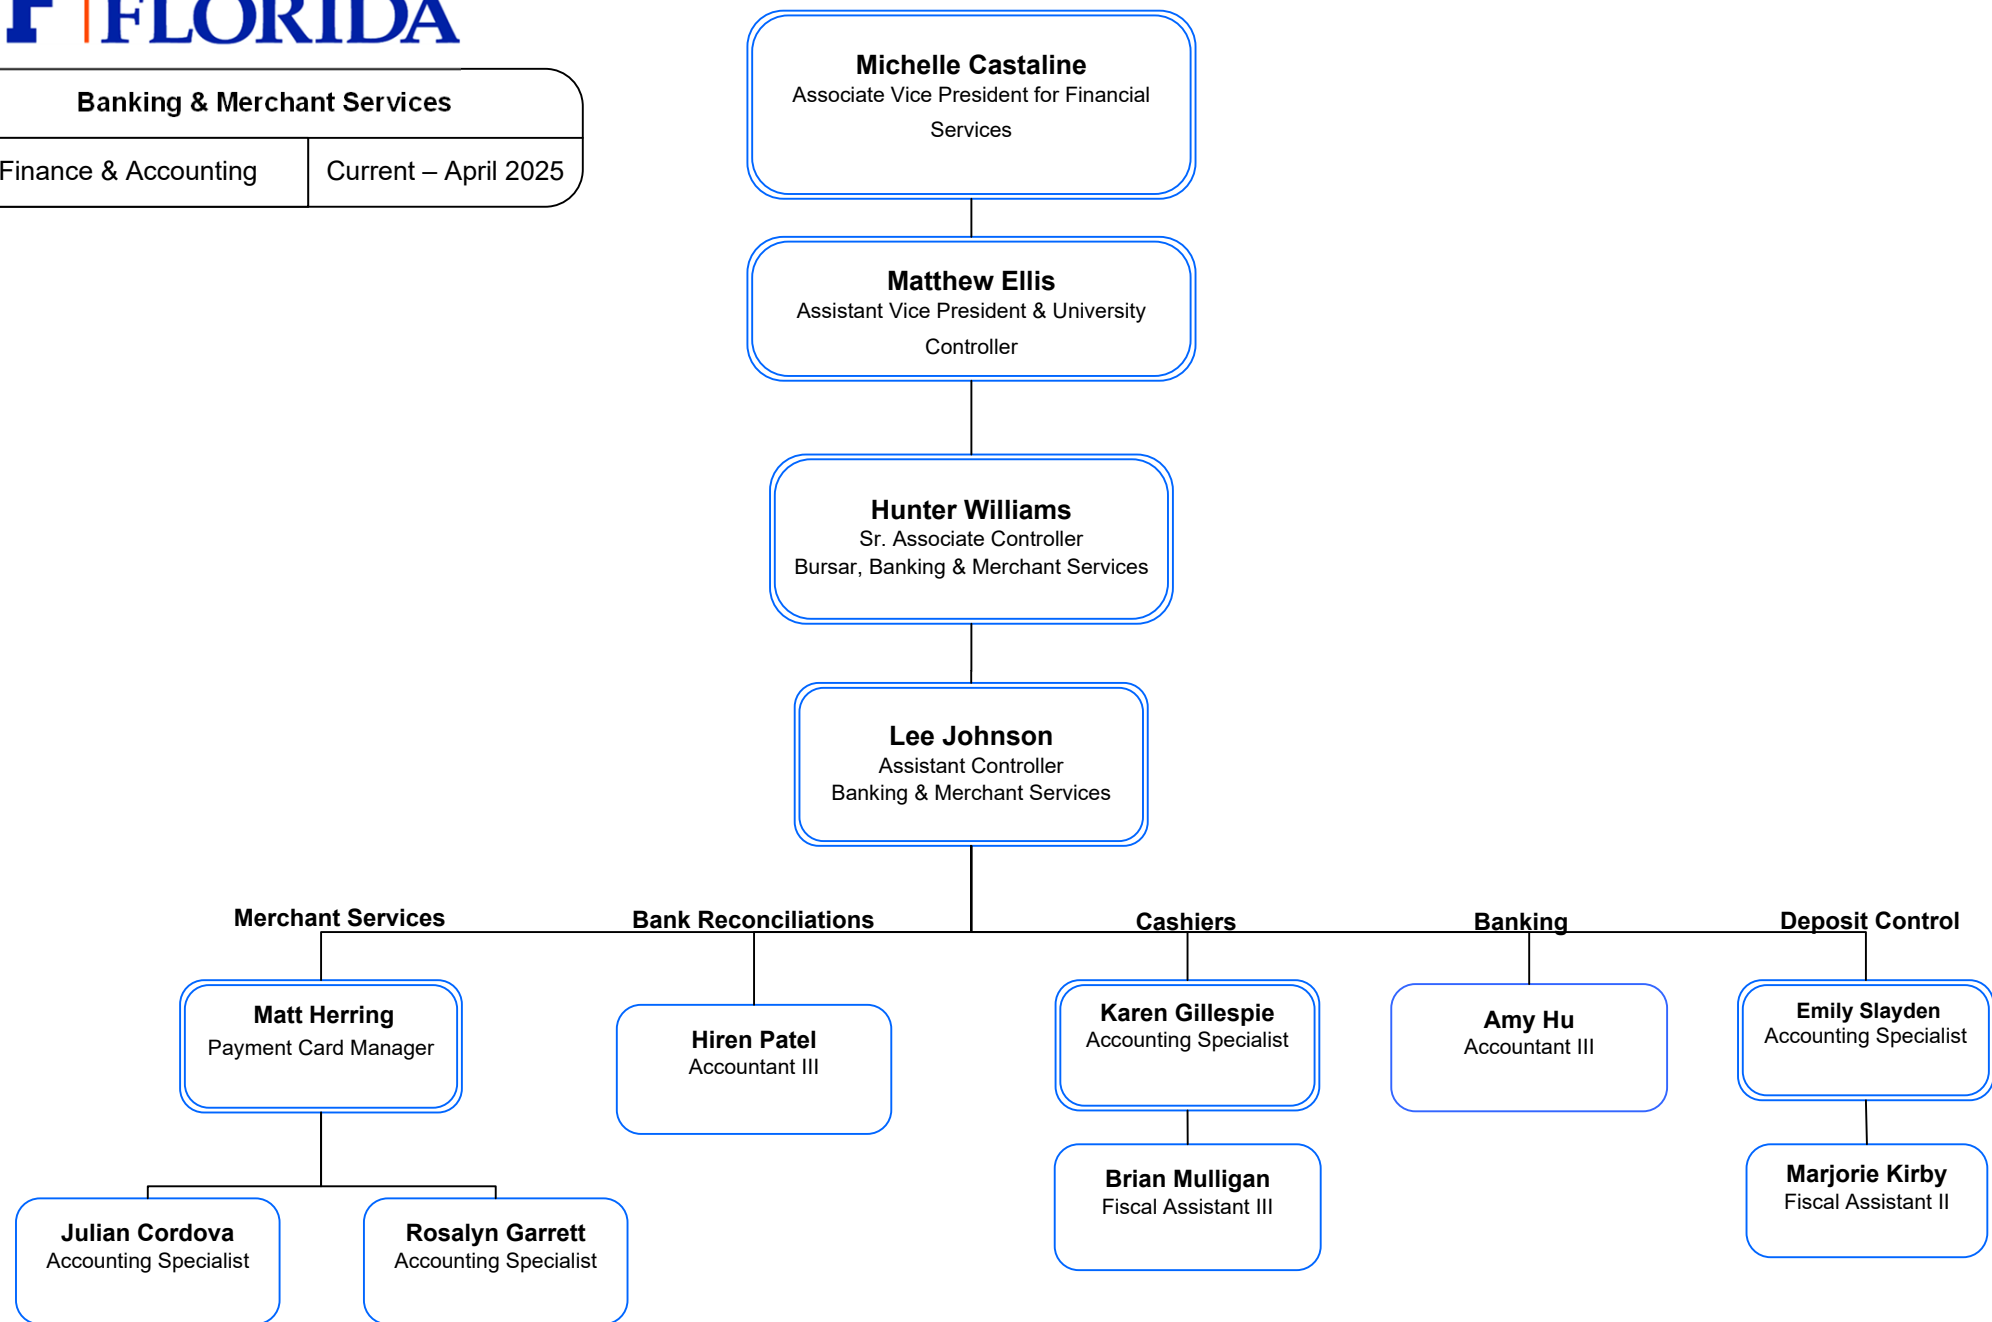 F | FLORIDA
Banking & Merchant Services
Finance & Accounting
Current – April 2025
Michelle Castaline
Associate Vice President for Financial
Services
Matthew Ellis
Assistant Vice President & University
Controller
Hunter Williams
Sr. Associate Controller
Bursar, Banking & Merchant Services
Lee Johnson
Assistant Controller
Banking & Merchant Services
Merchant Services
Bank Reconciliations
Cashiers
Banking
Deposit Control
Matt Herring
Payment Card Manager
Hiren Patel
Accountant III
Karen Gillespie
Accounting Specialist
Amy Hu
Accountant III
Emily Slayden
Accounting Specialist
Julian Cordova
Accounting Specialist
Rosalyn Garrett
Accounting Specialist
Brian Mulligan
Fiscal Assistant III
Marjorie Kirby
Fiscal Assistant II